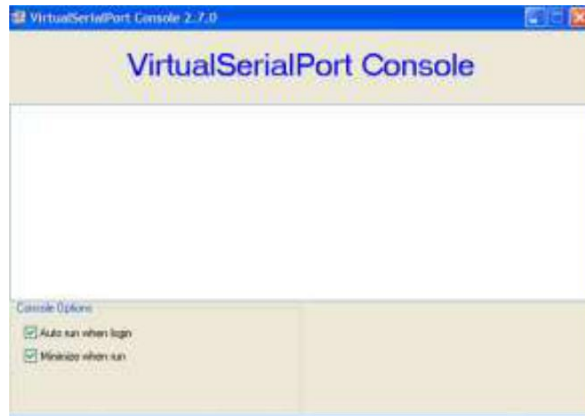 VirtualSerialPort Console 2.7.0
VirtualSerialPort Console
Console Options
Auto run when login
Minimize when run